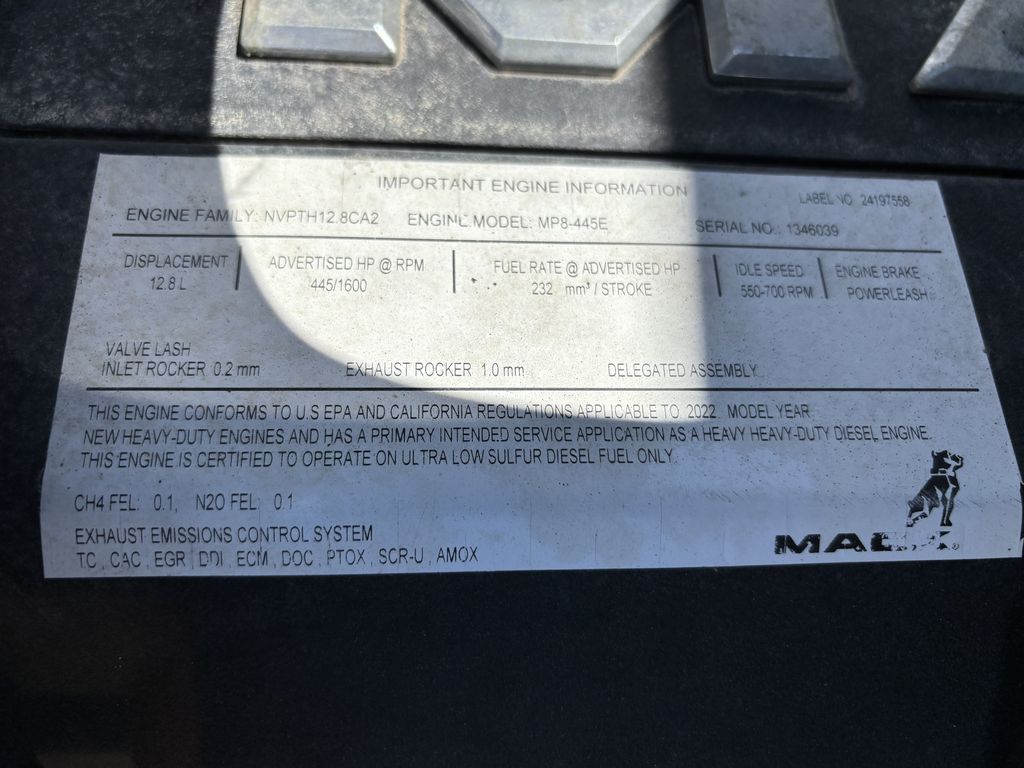 IMPORTANT ENGINE INFORMATION
LABEL NO. 24197558
ENGINE FAMILY: NVPTH12.8CA2 ENGINE MODEL: MP8-445E SERIAL NO.: 1346039
DISPLACEMENT ADVERTISED HP @ RPM FUEL RATE @ ADVERTISED HP IDLE SPEED ENGINE BRAKE
12.8 L 445/1600 232 mm³ / STROKE 550-700 RPM POWERLEASH
VALVE LASH
INLET ROCKER 0.2 mm EXHAUST ROCKER 1.0 mm DELEGATED ASSEMBLY
THIS ENGINE CONFORMS TO U.S EPA AND CALIFORNIA REGULATIONS APPLICABLE TO 2022 MODEL YEAR
NEW HEAVY-DUTY ENGINES AND HAS A PRIMARY INTENDED SERVICE APPLICATION AS A HEAVY HEAVY-DUTY DIESEL ENGINE.
THIS ENGINE IS CERTIFIED TO OPERATE ON ULTRA LOW SULFUR DIESEL FUEL ONLY.
CH4 FEL: 0.1, N2O FEL: 0.1
EXHAUST EMISSIONS CONTROL SYSTEM
TC , CAC , EGR , DDI , ECM , DOC , PTOX , SCR-U , AMOX
MACK®